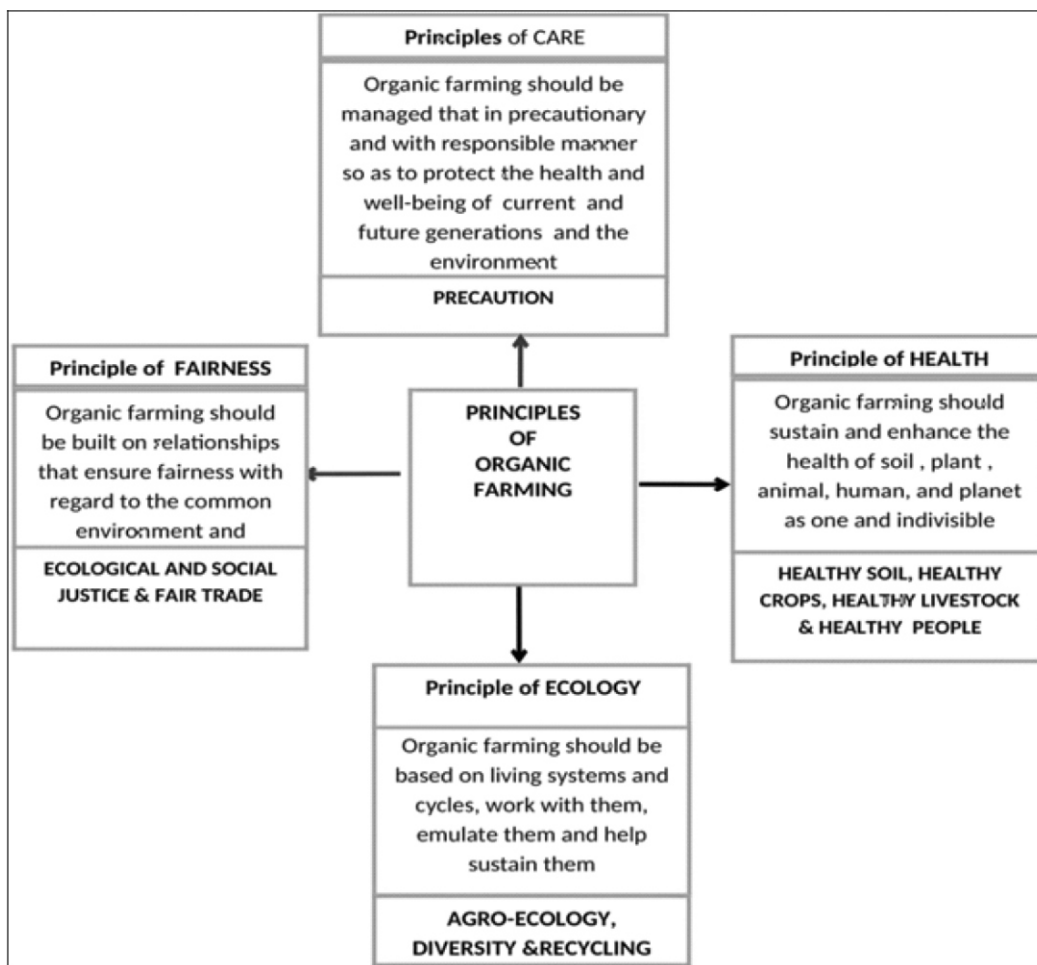 Principles of CARE
Organic farming should be
managed that in precautionary
and with responsible manner
so as to protect the health and
well-being of current and
future generations and the
environment
PRECAUTION
Principle of FAIRNESS
Organic farming should
be built on relationships
that ensure fairness with
regard to the common
environment and
ECOLOGICAL AND SOCIAL
JUSTICE & FAIR TRADE
PRINCIPLES
OF
ORGANIC
FARMING
Principle of HEALTH
Organic farming should
sustain and enhance the
health of soil , plant ,
animal, human, and planet
as one and indivisible
HEALTHY SOIL, HEALTHY
CROPS, HEALTHY LIVESTOCK
& HEALTHY PEOPLE
Principle of ECOLOGY
Organic farming should be
based on living systems and
cycles, work with them,
emulate them and help
sustain them
AGRO-ECOLOGY,
DIVERSITY &RECYCLING